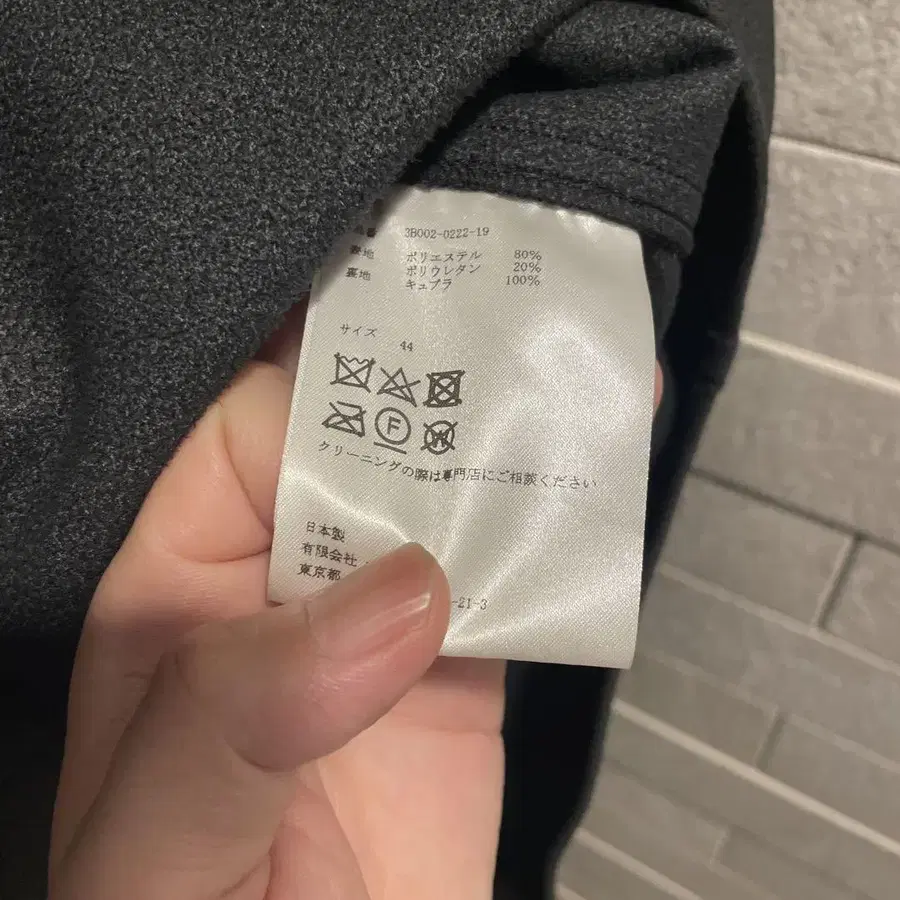 番 3B002-0222-19
表地 ポリエステル 80%
ポリウレタン 20%
裏地 キュプラ 100%
サイズ
44
F
W
クリーニングの際は専門店にご相談ください
日本製
有限会社
東京都 -21-3